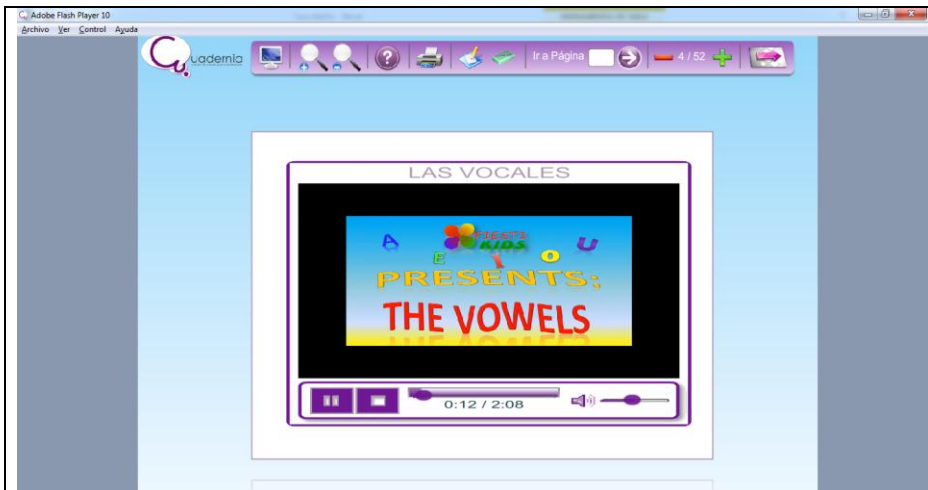 Adobe Flash Player 10
Archivo Ver Control Ayuda
Cuadernia
Ir a Página
4 / 52
LAS VOCALES
FIESTA KIDS
A E I O U
PRESENTS:
THE VOWELS
0:12 / 2:08